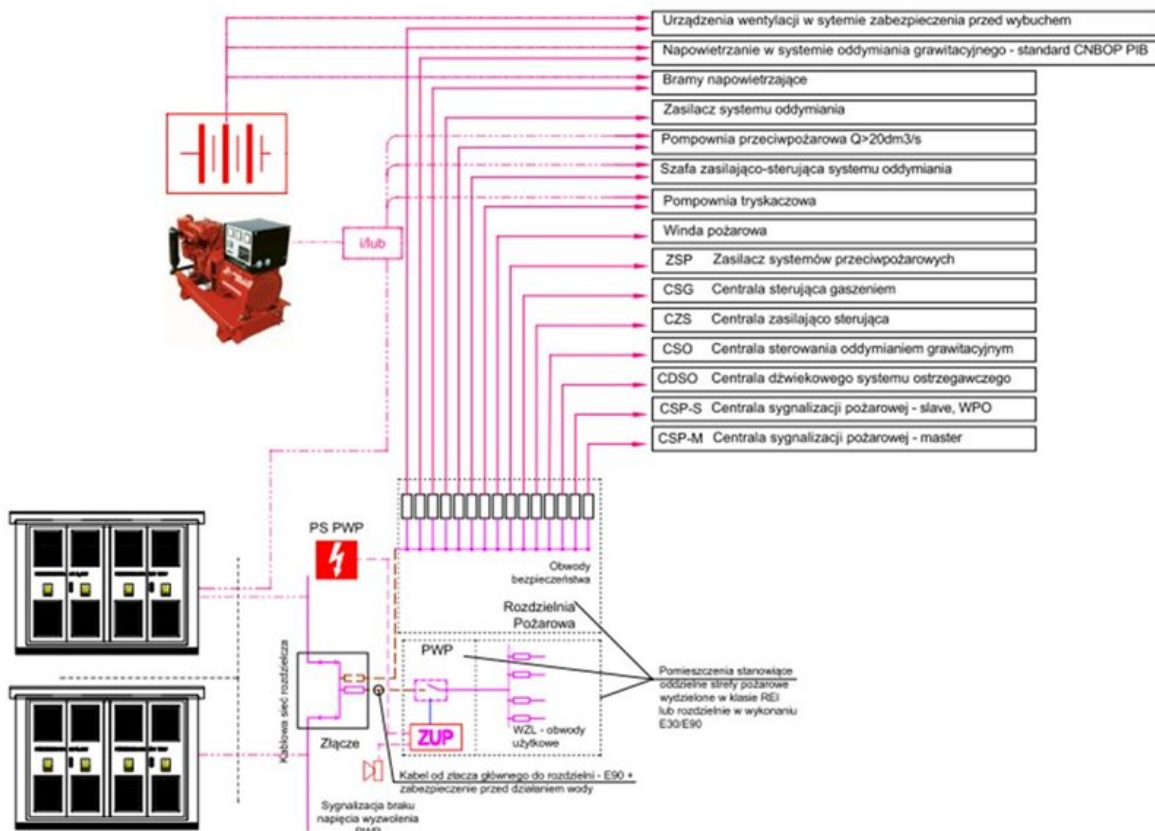 Urządzenia wentylacji w sytemie zabezpieczenia przed wybuchem
Napowietrzanie w systemie oddymiania grawitacyjnego - standard CNBOP PIB
Bramy napowietrzające
Zasilacz systemu oddymiania
Pompownia przeciwpożarowa Q>20dm3/s
Szafa zasilająco-sterująca systemu oddymiania
Pompownia tryskaczowa
Winda pożarowa
ZSP Zasilacz systemów przeciwpożarowych
CSG Centrala sterująca gaszeniem
CZS Centrala zasilająco sterująca
CSO Centrala sterowania oddymianiem grawitacyjnym
CDSO Centrala dźwiekowego systemu ostrzegawczego
CSP-S Centrala sygnalizacji pożarowej - slave, WPO
CSP-M Centrala sygnalizacji pożarowej - master
i/lub
PS PWP
Obwody
bezpieczeństwa
Rozdzielnia
Pożarowa
Kablowa sieć rozdzielcza
PWP
Złącze
ZUP
WZL - obwody
użytkowe
Pomieszczenia stanowiące
oddzielne strefy pożarowe
wydzielone w klasie REI
lub rozdzielnie w wykonaniu
E30/E90
Kabel od złącza głównego do rozdzielni - E90 +
zabezpieczenie przed działaniem wody
Sygnalizacja braku
napięcia wyzwolenia
PWP